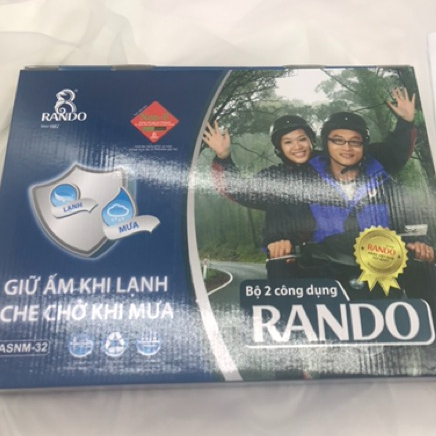 RANDO
LẠNH
MƯA
GIỮ ẤM KHI LẠNH
CHE CHỞ KHI MƯA
ASNM-32
Bộ 2 công dụng
RANDO
RANDO